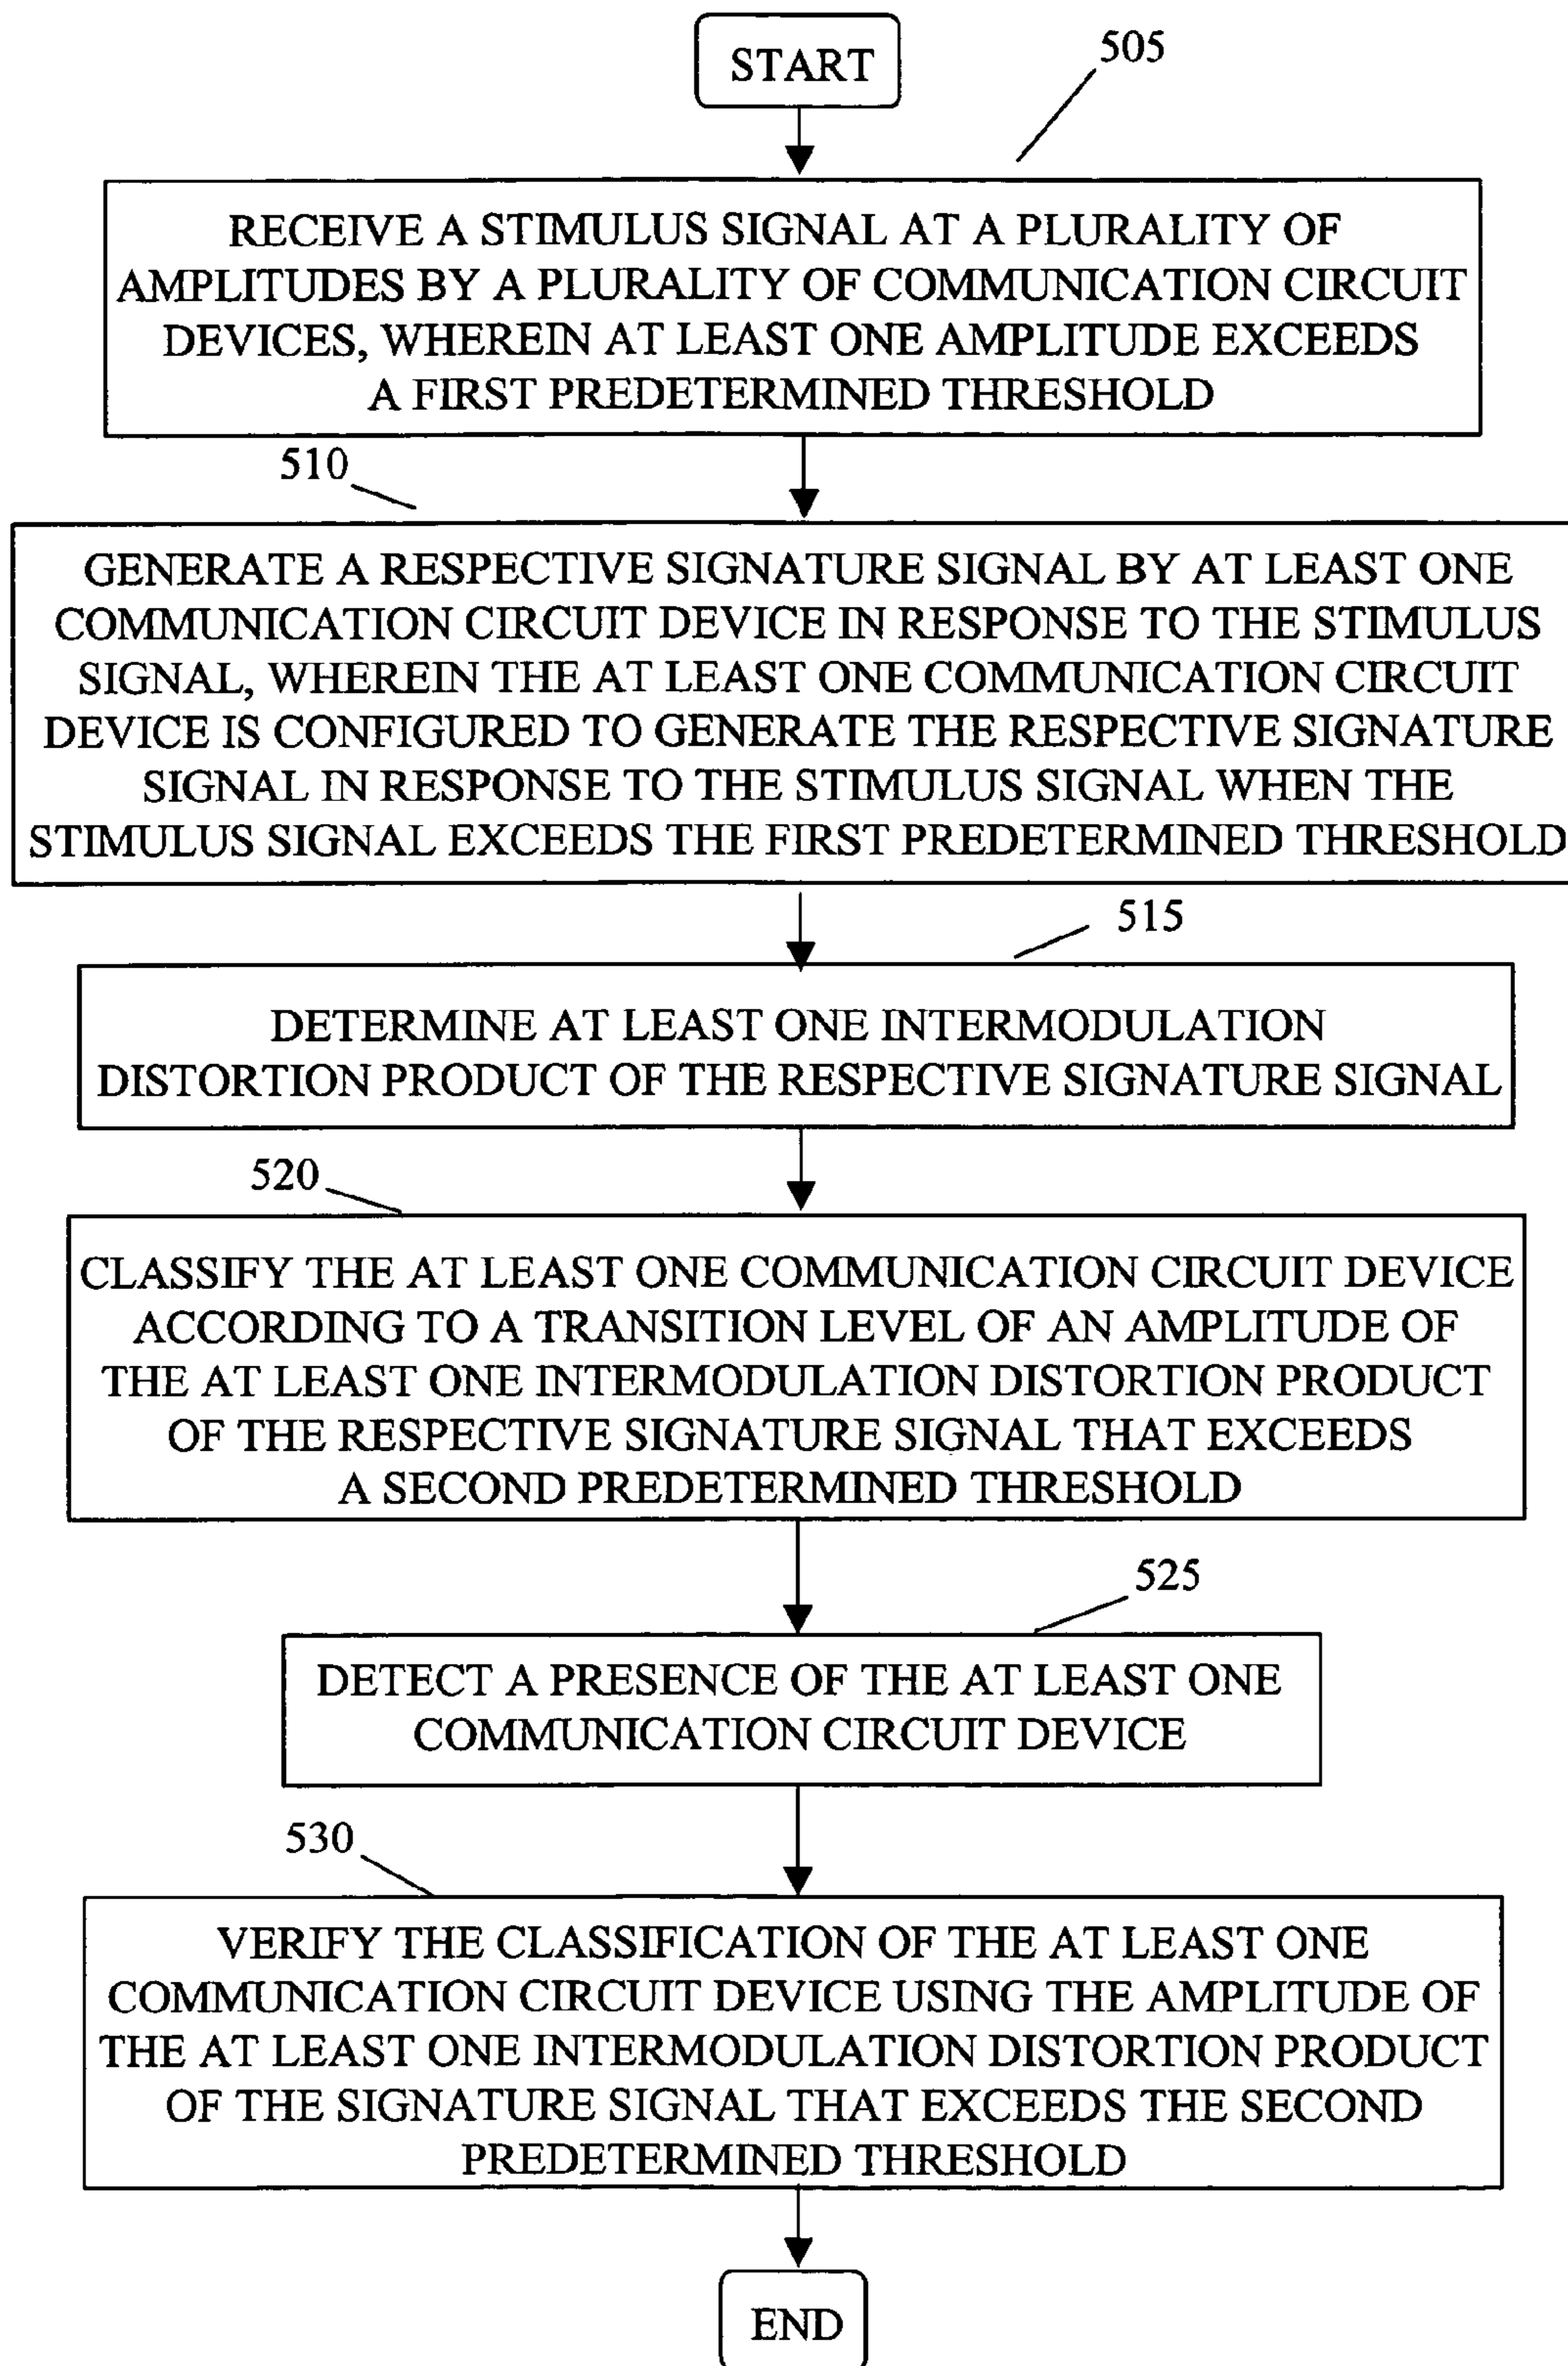 START
505
RECEIVE A STIMULUS SIGNAL AT A PLURALITY OF
AMPLITUDES BY A PLURALITY OF COMMUNICATION CIRCUIT
DEVICES, WHEREIN AT LEAST ONE AMPLITUDE EXCEEDS
A FIRST PREDETERMINED THRESHOLD
510
GENERATE A RESPECTIVE SIGNATURE SIGNAL BY AT LEAST ONE
COMMUNICATION CIRCUIT DEVICE IN RESPONSE TO THE STIMULUS
SIGNAL, WHEREIN THE AT LEAST ONE COMMUNICATION CIRCUIT
DEVICE IS CONFIGURED TO GENERATE THE RESPECTIVE SIGNATURE
SIGNAL IN RESPONSE TO THE STIMULUS SIGNAL WHEN THE
STIMULUS SIGNAL EXCEEDS THE FIRST PREDETERMINED THRESHOLD
515
DETERMINE AT LEAST ONE INTERMODULATION
DISTORTION PRODUCT OF THE RESPECTIVE SIGNATURE SIGNAL
520
CLASSIFY THE AT LEAST ONE COMMUNICATION CIRCUIT DEVICE
ACCORDING TO A TRANSITION LEVEL OF AN AMPLITUDE OF
THE AT LEAST ONE INTERMODULATION DISTORTION PRODUCT
OF THE RESPECTIVE SIGNATURE SIGNAL THAT EXCEEDS
A SECOND PREDETERMINED THRESHOLD
525
DETECT A PRESENCE OF THE AT LEAST ONE
COMMUNICATION CIRCUIT DEVICE
530
VERIFY THE CLASSIFICATION OF THE AT LEAST ONE
COMMUNICATION CIRCUIT DEVICE USING THE AMPLITUDE OF
THE AT LEAST ONE INTERMODULATION DISTORTION PRODUCT
OF THE SIGNATURE SIGNAL THAT EXCEEDS THE SECOND
PREDETERMINED THRESHOLD
END